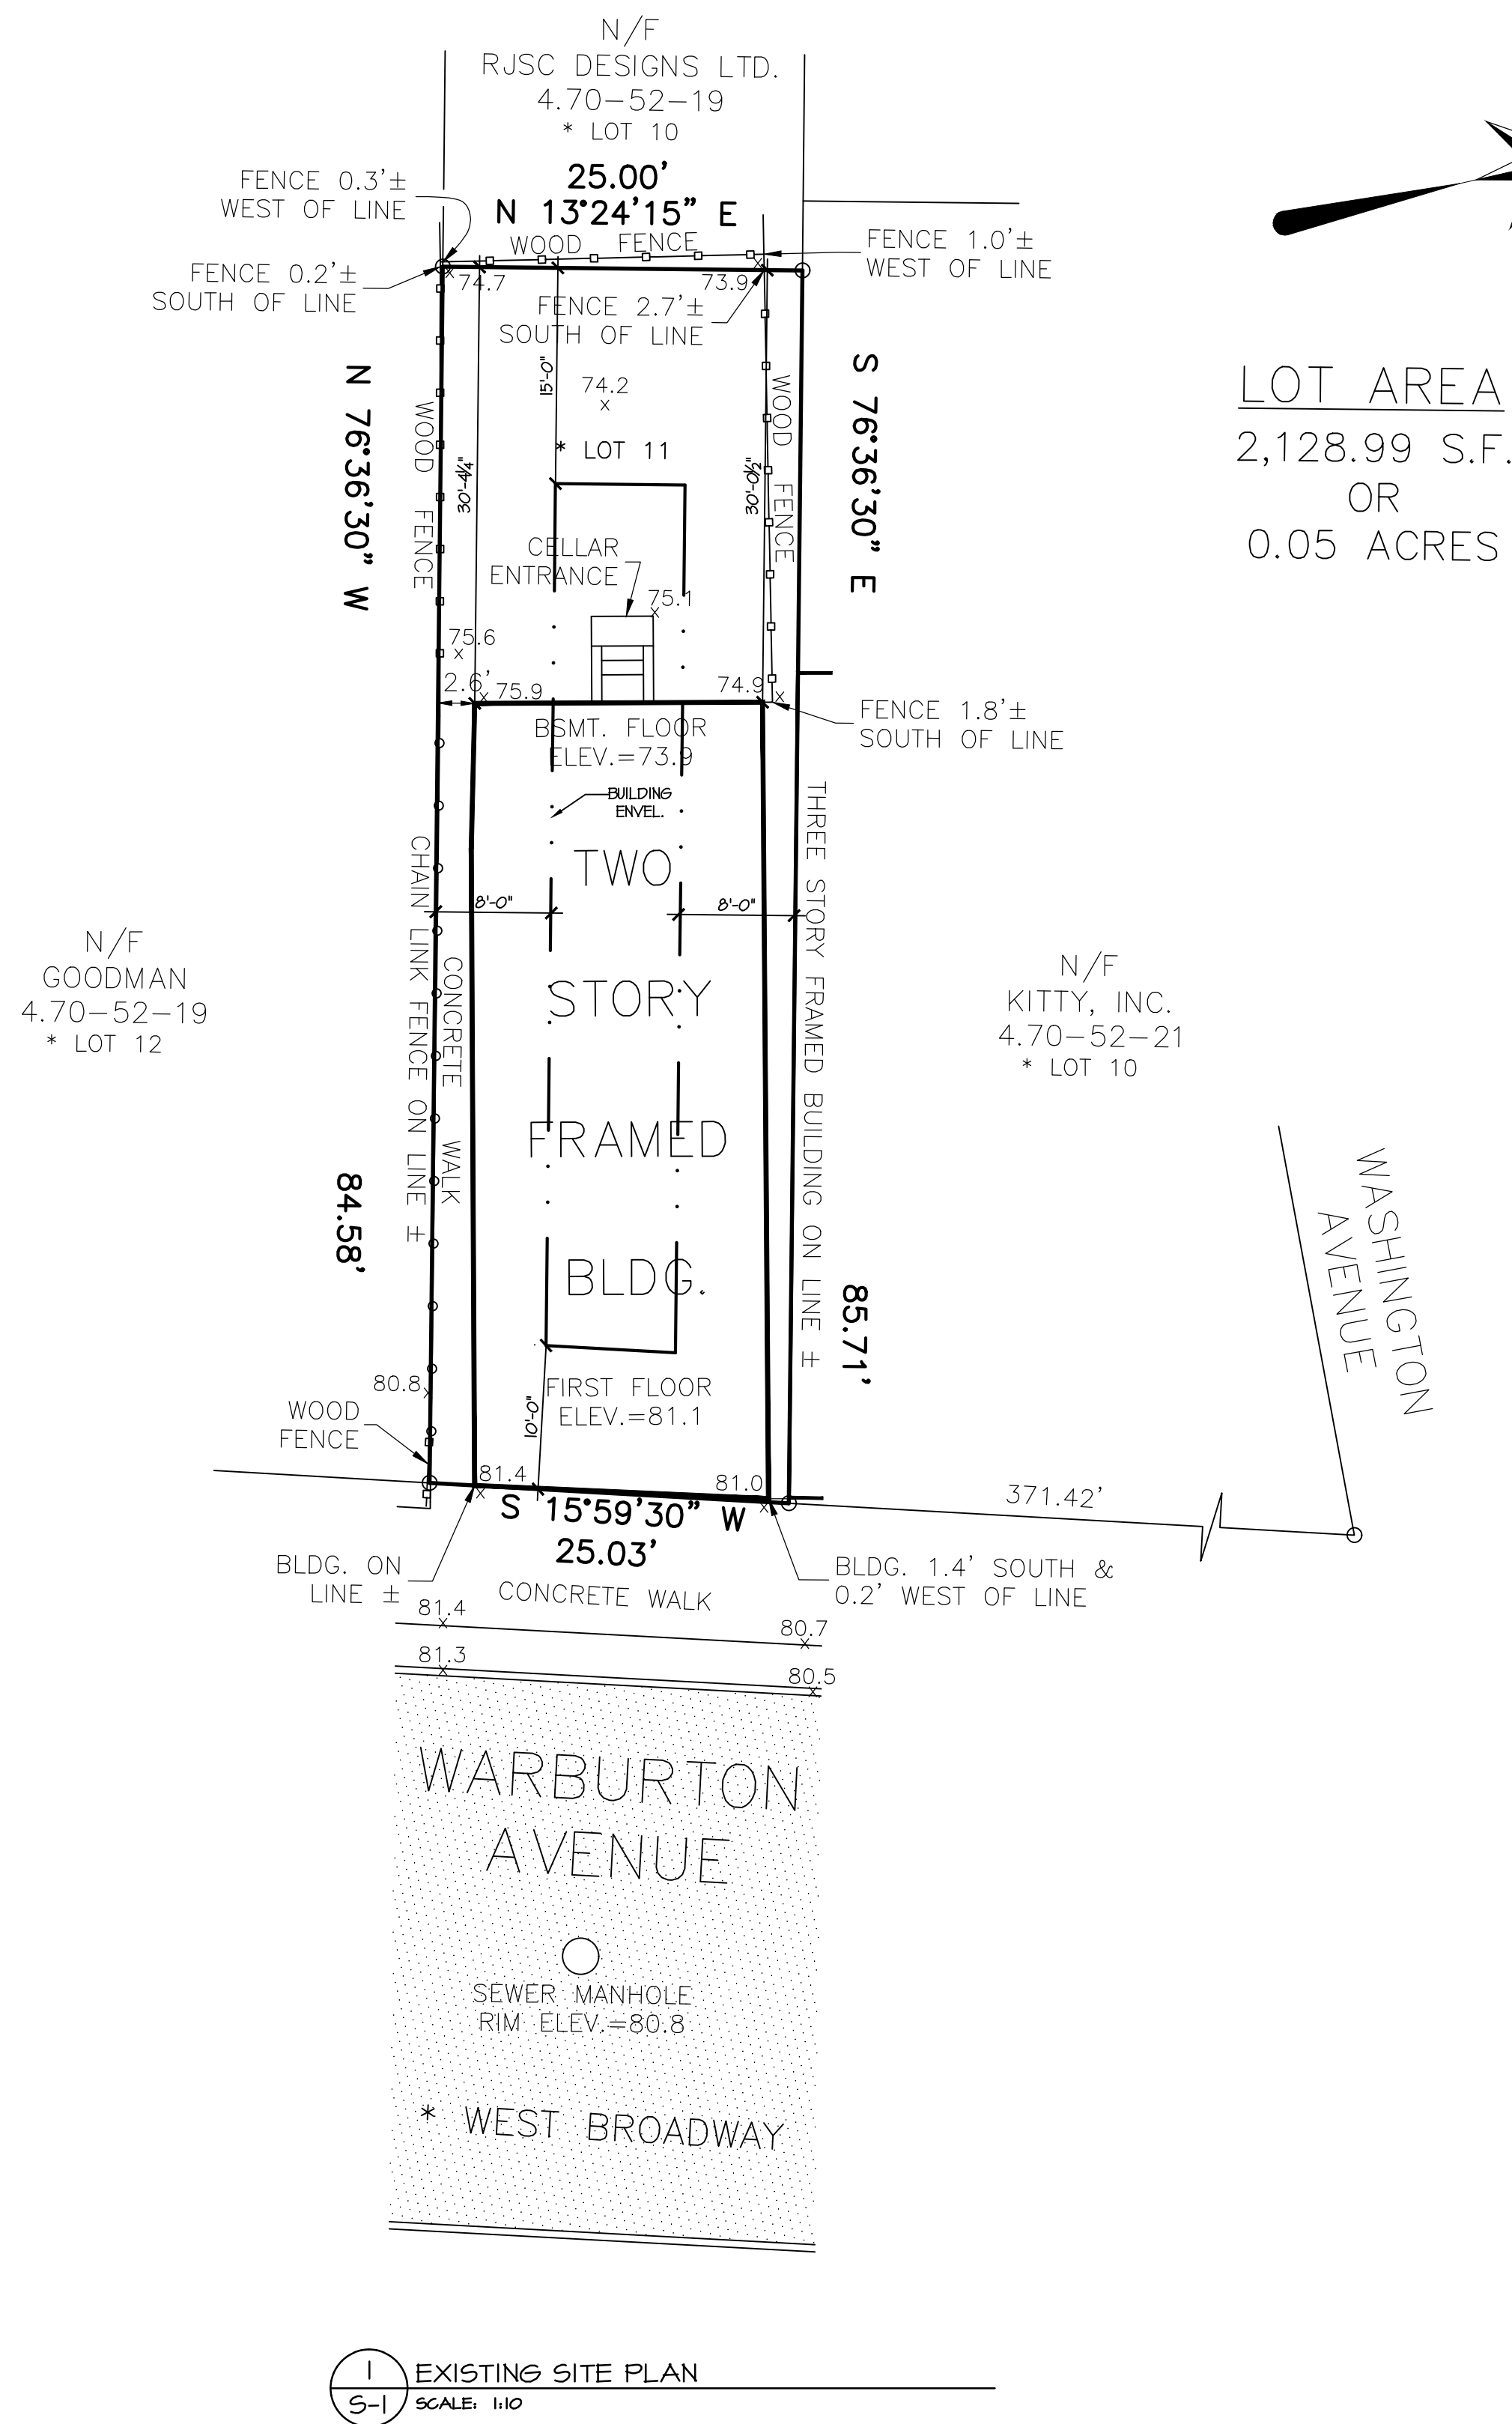 N/F
RJSC DESIGNS LTD.
4.70-52-19
* LOT 10
25.00'
N 13°24'15" E
FENCE 0.3'±
WEST OF LINE
WOOD FENCE
FENCE 1.0'±
WEST OF LINE
FENCE 0.2'±
SOUTH OF LINE
74.7
73.9
FENCE 2.7'±
SOUTH OF LINE
15'-0"
74.2
* LOT 11
N 76°36'30" W
WOOD FENCE
30'-4¼"
30'-0½"
WOOD FENCE
S 76°36'30" E
LOT AREA
2,128.99 S.F.
OR
0.05 ACRES
CELLAR
ENTRANCE
75.1
75.6
2.6'
75.9
74.9
FENCE 1.8'±
SOUTH OF LINE
BSMT. FLOOR
ELEV.=73.9
BUILDING
ENVEL.
TWO
8'-0"
8'-0"
STORY
FRAMED
BLDG.
CHAIN LINK FENCE ON LINE ±
CONCRETE WALK
THREE STORY FRAMED BUILDING ON LINE ±
N/F
GOODMAN
4.70-52-19
* LOT 12
N/F
KITTY, INC.
4.70-52-21
* LOT 10
WASHINGTON
AVENUE
84.58'
85.71'
80.8
WOOD
FENCE
10'-0"
FIRST FLOOR
ELEV.=81.1
81.4
81.0
371.42'
S 15°59'30" W
25.03'
BLDG. ON
LINE ±
BLDG. 1.4' SOUTH &
0.2' WEST OF LINE
CONCRETE WALK
81.4
80.7
81.3
80.5
WARBURTON
AVENUE
SEWER MANHOLE
RIM ELEV.=80.8
* WEST BROADWAY
1
S-1
EXISTING SITE PLAN
SCALE: 1:10